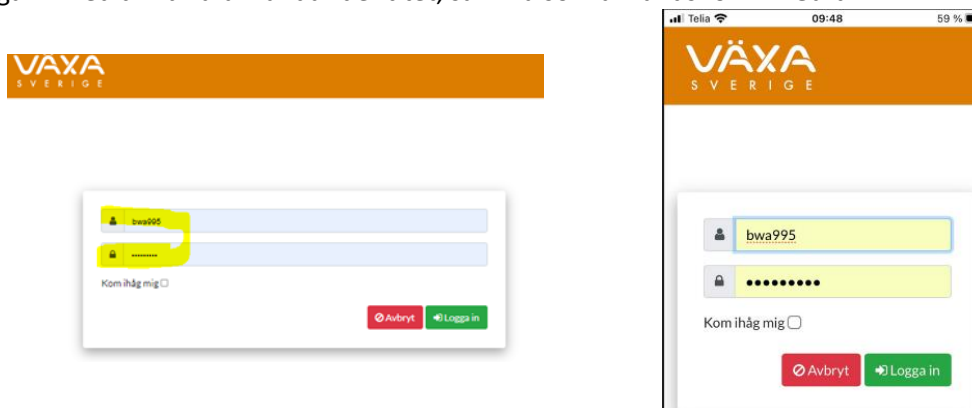 VÄXA
SVERIGE
bwa995
Kom ihåg mig
Avbryt
Logga in
Telia
09:48
59 %
VÄXA
SVERIGE
bwa995
•••••••••
Kom ihåg mig
Avbryt
Logga in